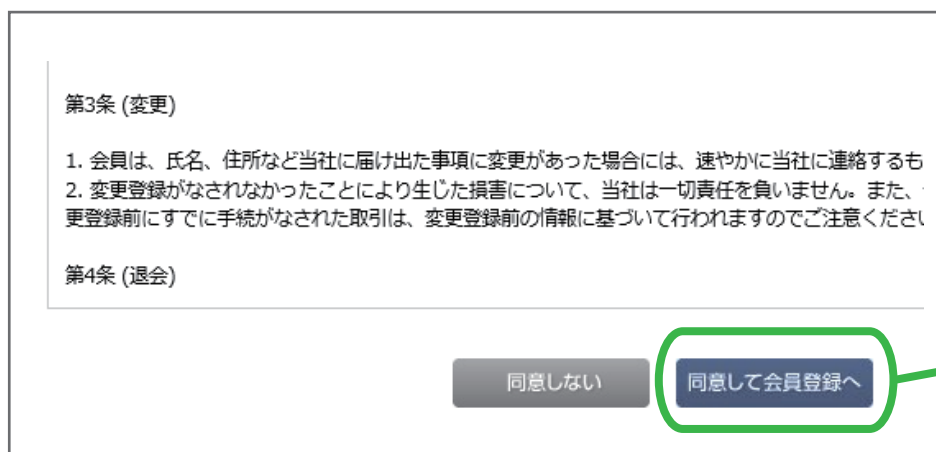 第3条 (変更)
1. 会員は、氏名、住所など当社に届け出た事項に変更があった場合には、速やかに当社に連絡するも
2. 変更登録がなされなかったことにより生じた損害について、当社は一切責任を負いません。また、
更登録前にすでに手続がなされた取引は、変更登録前の情報に基づいて行われますのでご注意くださ
第4条 (退会)
同意しない
同意して会員登録へ